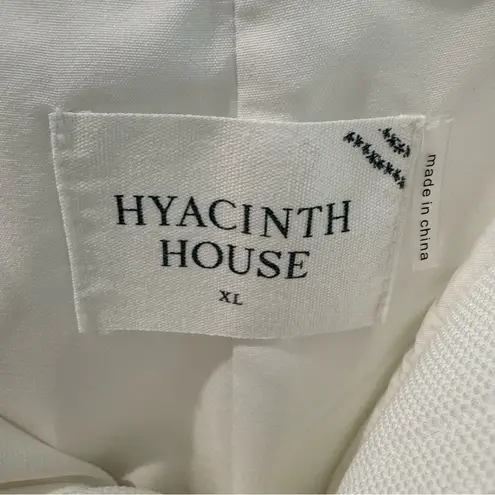 HYACINTH
HOUSE
XL
made in china